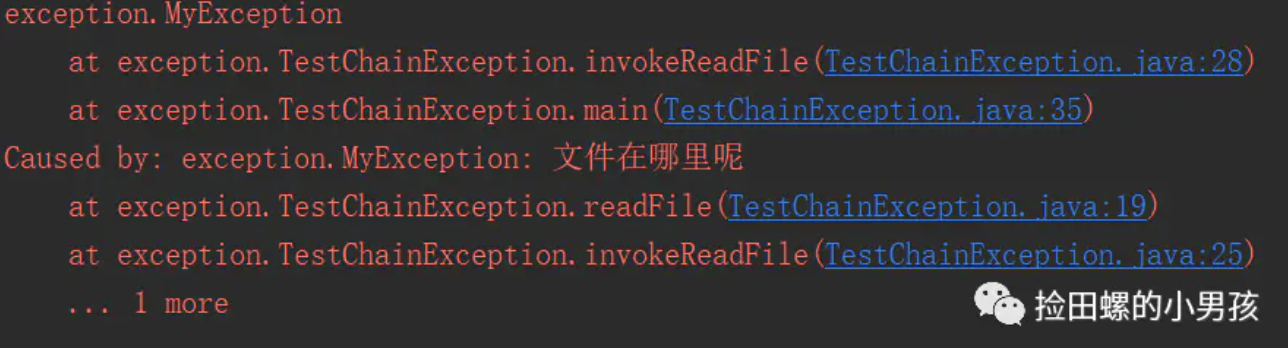 exception.MyException
at exception.TestChainException.invokeReadFile(TestChainException.java:28)
at exception.TestChainException.main(TestChainException.java:35)
Caused by: exception.MyException: 文件在哪里呢
at exception.TestChainException.readFile(TestChainException.java:19)
at exception.TestChainException.invokeReadFile(TestChainException.java:25)
... 1 more
捡田螺的小男孩